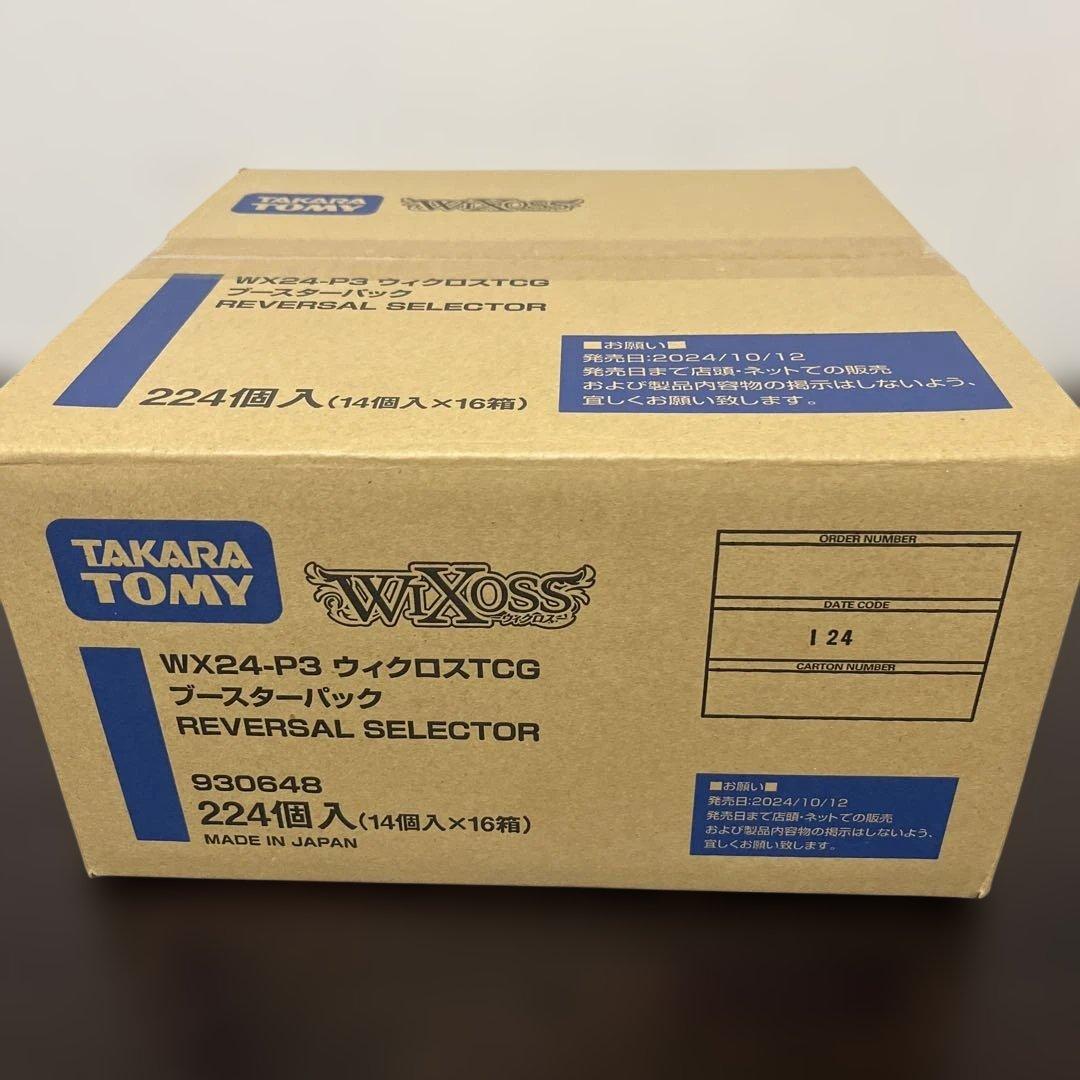 TAKARA TOMY
WIXOSS
WX24-P3 ウィクロスTCG
ブースターパック
REVERSAL SELECTOR
224個入(14個入×16箱)
■お願い■
発売日:2024/10/12
発売日まで店頭・ネットでの販売
および製品内容物の掲示はしないよう、
宜しくお願い致します。
TAKARA
TOMY
WIXOSS
ウィクロス
WX24-P3 ウィクロスTCG
ブースターパック
REVERSAL SELECTOR
930648
224個入(14個入×16箱)
MADE IN JAPAN
ORDER NUMBER
DATE CODE
I 24
CARTON NUMBER
■お願い■
発売日:2024/10/12
発売日まで店頭・ネットでの販売
および製品内容物の掲示はしないよう、
宜しくお願い致します。